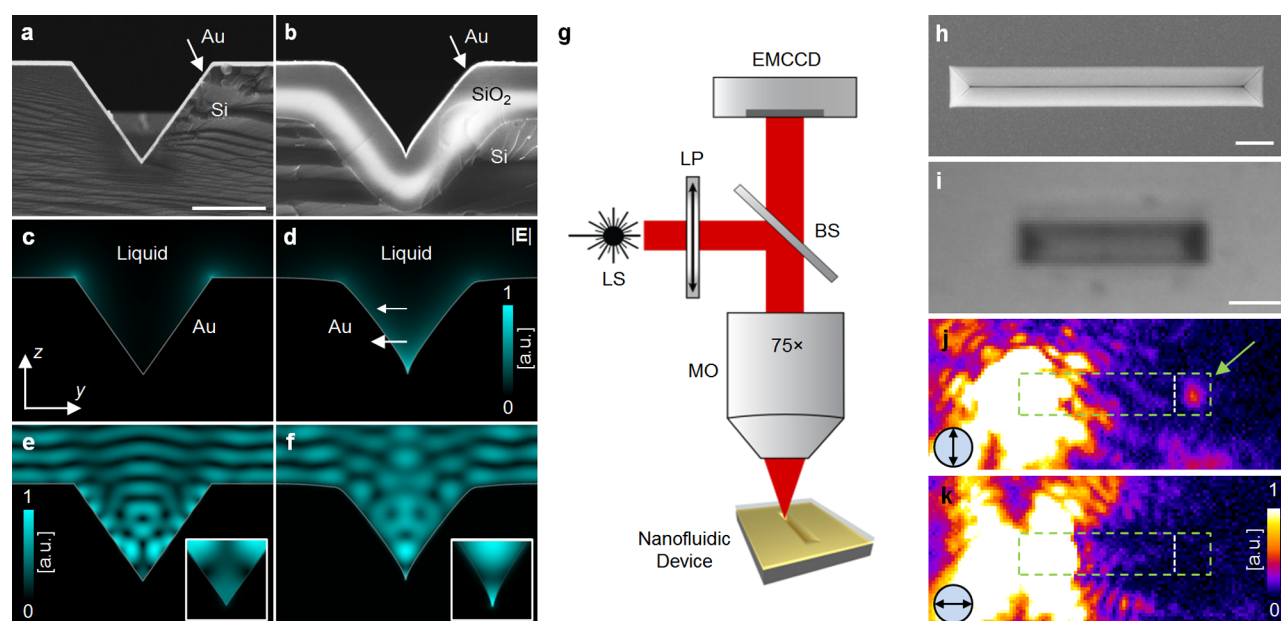 a
Au
Si
b
Au
SiO2
Si
c
Liquid
Au
z
y
d
|E|
Liquid
Au
1
[a.u.]
0
e
1
[a.u.]
0
f
g
EMCCD
LP
BS
LS
75×
MO
Nanofluidic
Device
h
i
j
k
1
[a.u.]
0